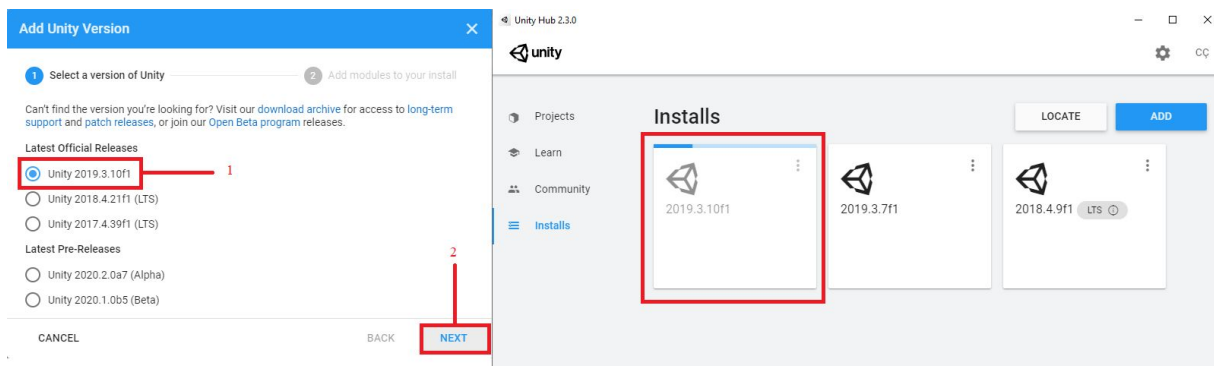 Add Unity Version
1 Select a version of Unity 2 Add modules to your install
Can't find the version you're looking for? Visit our download archive for access to long-term
support and patch releases, or join our Open Beta program releases.
Latest Official Releases
Unity 2019.3.10f1 1
Unity 2018.4.21f1 (LTS)
Unity 2017.4.39f1 (LTS)
Latest Pre-Releases
2
Unity 2020.2.0a7 (Alpha)
Unity 2020.1.0b5 (Beta)
CANCEL BACK NEXT
Unity Hub 2.3.0
unity
CÇ
Projects
Learn
Community
Installs
Installs LOCATE ADD
2019.3.10f1 2019.3.7f1 2018.4.9f1 LTS